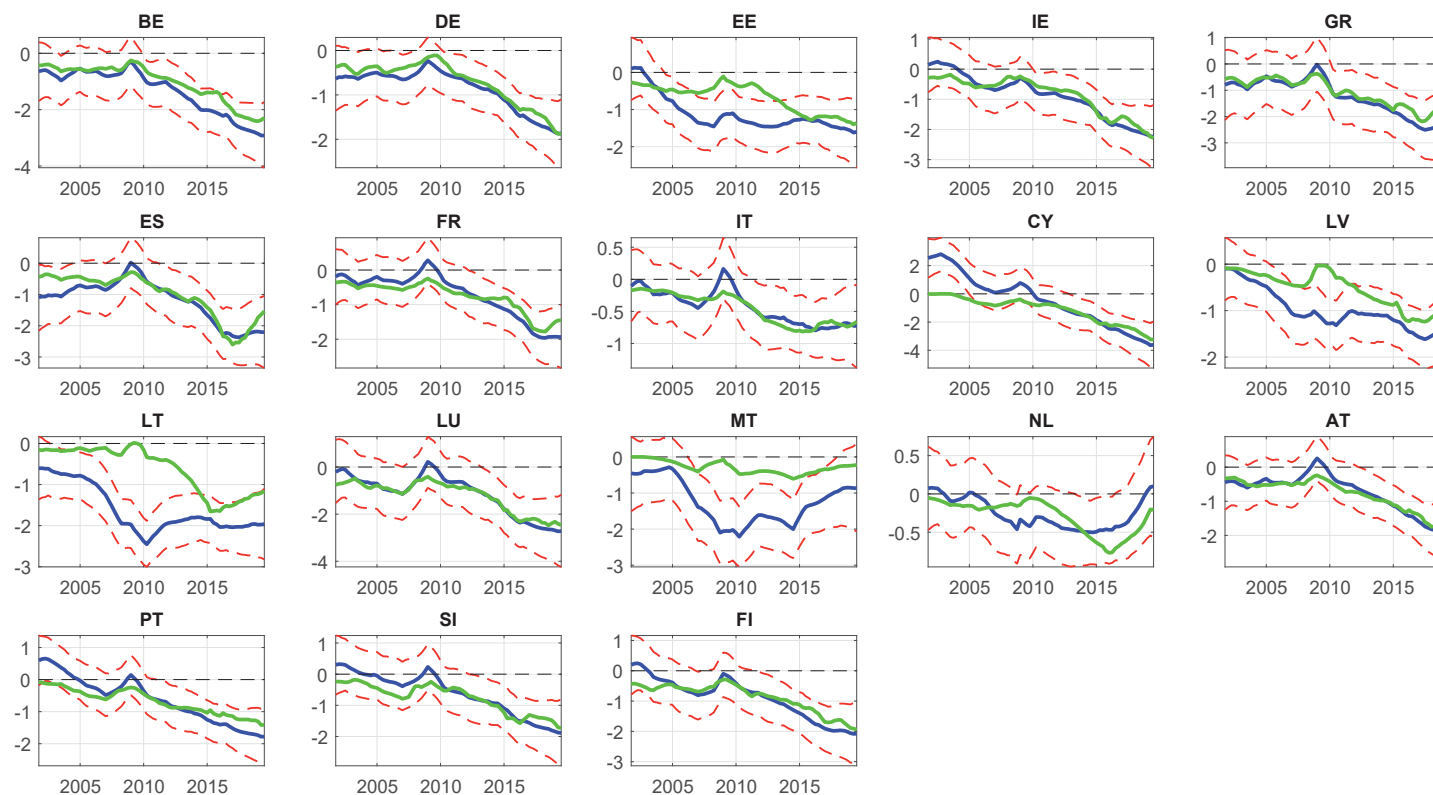 BE DE EE IE GR
0 0 0 1 1
-2 -1 -1 0 0
-4 -2 -2 -1 -1
-2 -2
-3 -3
2005 2010 2015 2005 2010 2015 2005 2010 2015 2005 2010 2015 2005 2010 2015
ES FR IT CY LV
0 0 0.5 2 0
-1 -1 0 0 -1
-2 -2 -0.5 -2 -2
-3 -1 -4
2005 2010 2015 2005 2010 2015 2005 2010 2015 2005 2010 2015 2005 2010 2015
LT LU MT NL AT
0 0 0 0.5 0
-1 -2 -1 0 -1
-2 -4 -2 -0.5 -2
-3 -3
2005 2010 2015 2005 2010 2015 2005 2010 2015 2005 2010 2015 2005 2010 2015
PT SI FI
1 1 1
0 0 0
-1 -1 -1
-2 -2 -2
-3
2005 2010 2015 2005 2010 2015 2005 2010 2015